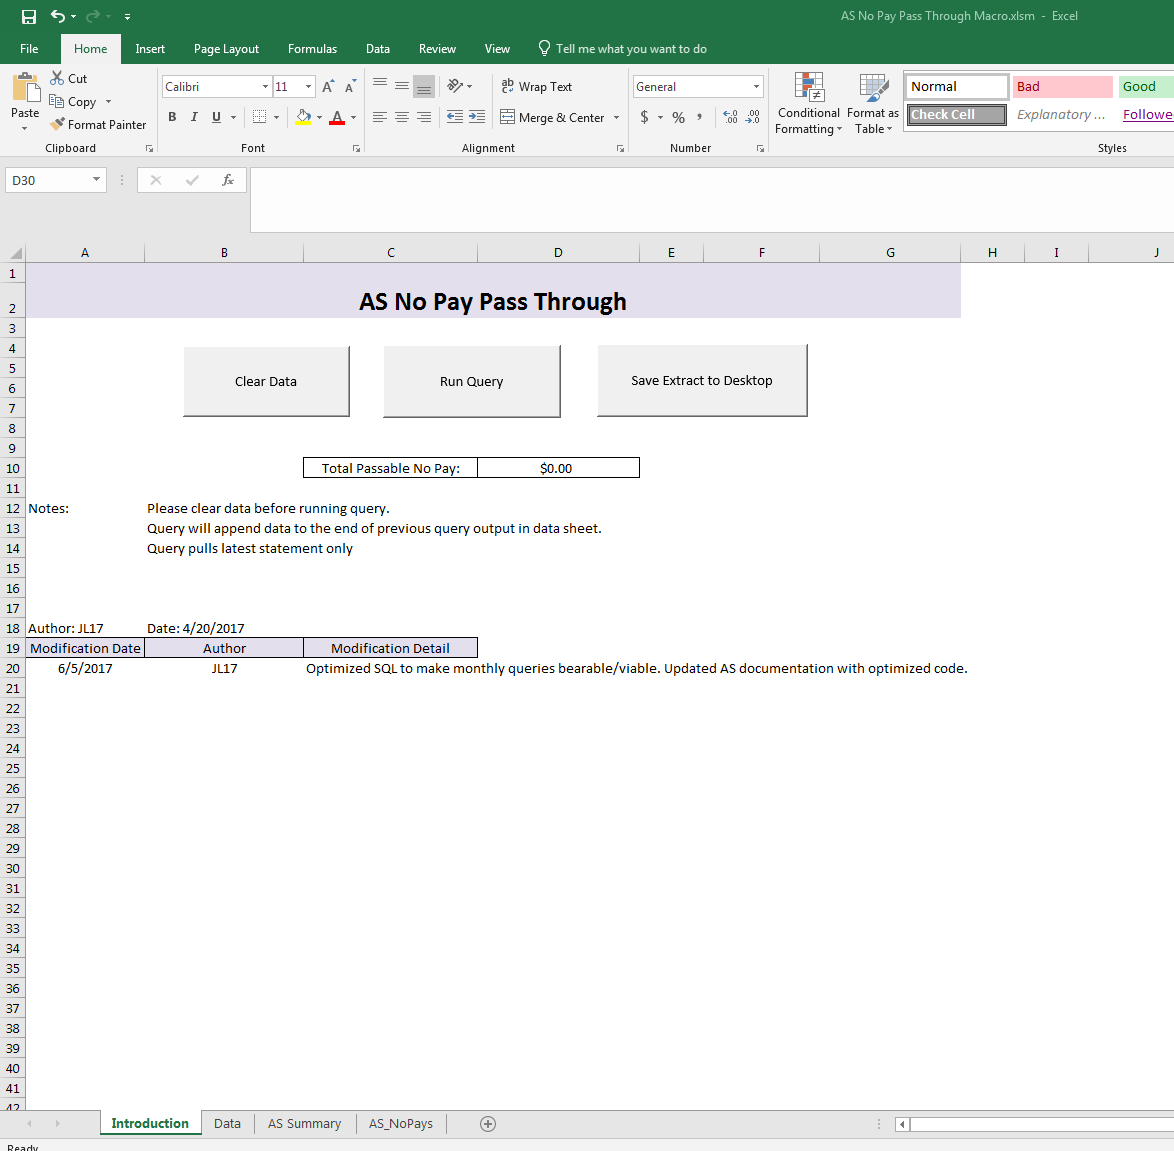 AS No Pay Pass Through Macro.xlsm - Excel
File Home Insert Page Layout Formulas Data Review View Tell me what you want to do
Cut
Copy
Format Painter
Paste
Clipboard
Calibri 11 A A
B I U A
Font
Wrap Text
Merge & Center
Alignment
General
$ % , .00 .0
Number
Conditional Formatting
Format as Table
Normal Bad Good
Check Cell Explanatory ... Followe
Styles
D30 fx
A B C D E F G H I J
1
2 AS No Pay Pass Through
3
4
5 Clear Data Run Query Save Extract to Desktop
6
7
8
9
10 Total Passable No Pay: $0.00
11
12 Notes: Please clear data before running query.
13 Query will append data to the end of previous query output in data sheet.
14 Query pulls latest statement only
15
16
17
18 Author: JL17 Date: 4/20/2017
19 Modification Date Author Modification Detail
20 6/5/2017 JL17 Optimized SQL to make monthly queries bearable/viable. Updated AS documentation with optimized code.
21
22
23
24
25
26
27
28
29
30
31
32
33
34
35
36
37
38
39
40
41
42
Introduction Data AS Summary AS_NoPays
Ready